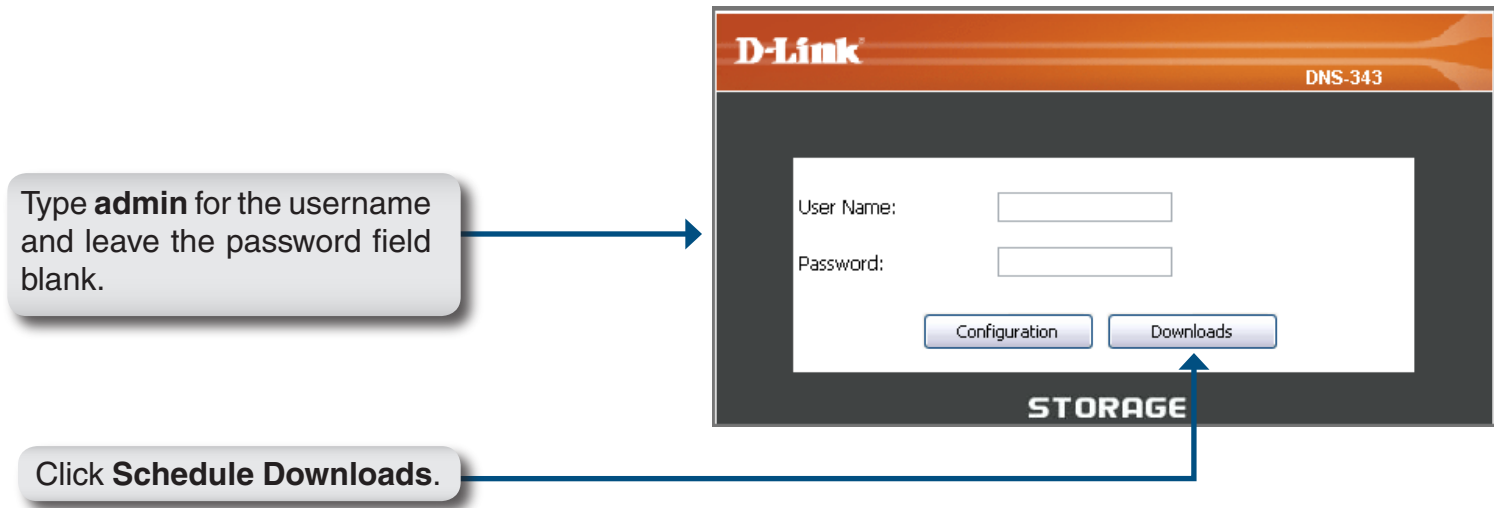 D-Link
DNS-343
Type admin for the username
and leave the password field
blank.
User Name:
Password:
Configuration
Downloads
STORAGE
Click Schedule Downloads.